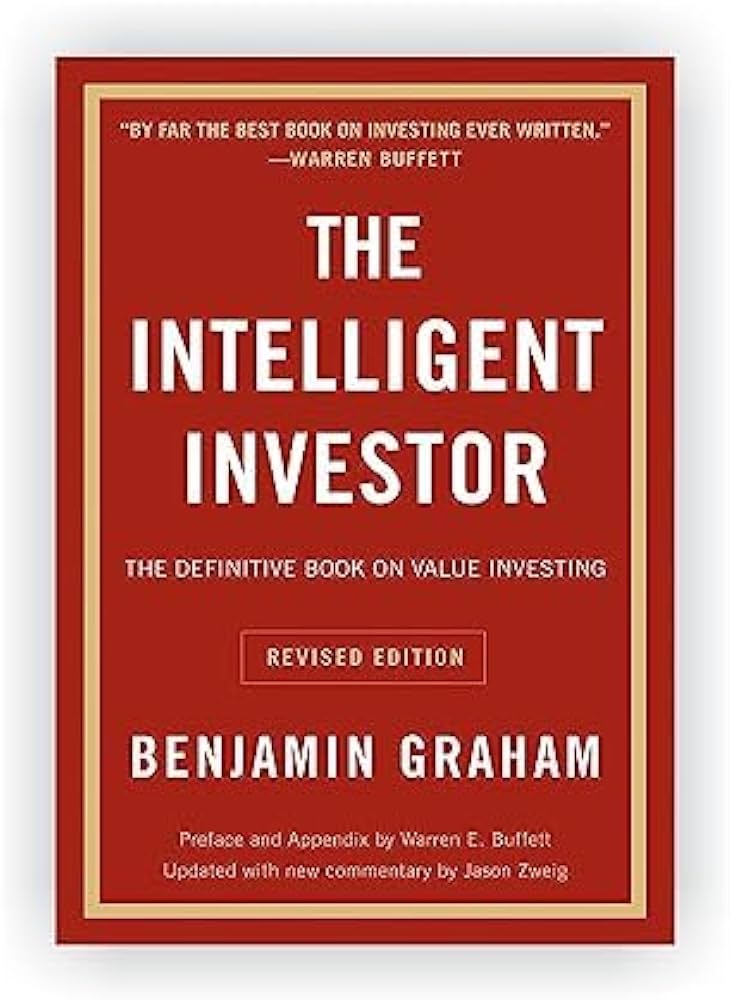 “BY FAR THE BEST BOOK ON INVESTING EVER WRITTEN.”
—WARREN BUFFETT
THE
INTELLIGENT
INVESTOR
THE DEFINITIVE BOOK ON VALUE INVESTING
REVISED EDITION
BENJAMIN GRAHAM
Preface and Appendix by Warren E. Buffett
Updated with new commentary by Jason Zweig